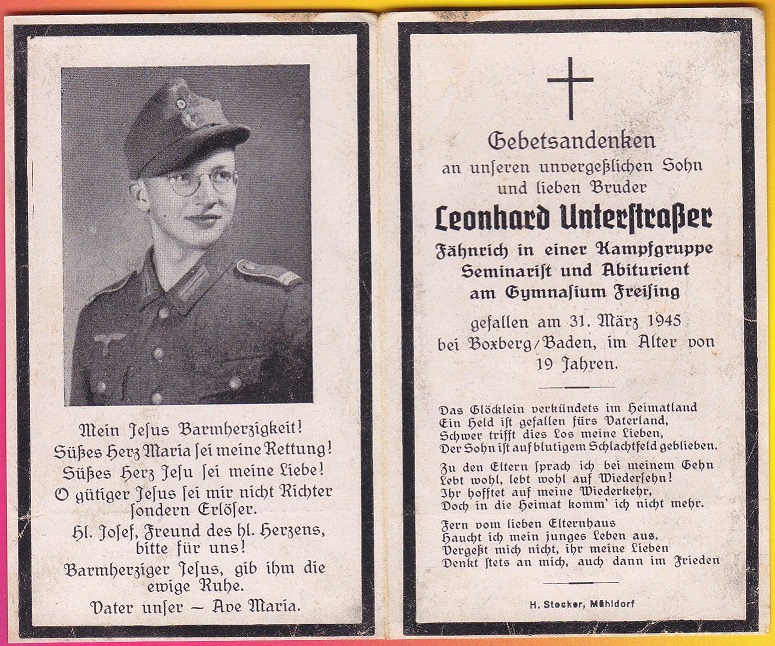 Mein Jesus Barmherzigkeit!
Süßes Herz Maria sei meine Rettung!
Süßes Herz Jesu sei meine Liebe!
O gütiger Jesus sei mir nicht Richter
sondern Erlöser.
Hl. Josef, Freund des hl. Herzens,
bitte für uns!
Barmherziger Jesus, gib ihm die
ewige Ruhe.
Vater unser — Ave Maria.
Gebetsandenken
an unseren unvergeßlichen Sohn
und lieben Bruder
Leonhard Unterstraßer
Fähnrich in einer Kampfgruppe
Seminarist und Abiturient
am Gymnasium Freising
gefallen am 31. März 1945
bei Boxberg/Baden, im Alter von
19 Jahren.
Das Glöcklein verkündets im Heimatland
Ein Held ist gefallen fürs Vaterland,
Schwer trifft dies Los meine Lieben,
Der Sohn ist auf blutigem Schlachtfeld geblieben.
Zu den Eltern sprach ich bei meinem Gehn
Lebt wohl, lebt wohl auf Wiedersehn!
Ihr hofftet auf meine Wiederkehr,
Doch in die Heimat komm' ich nicht mehr.
Fern vom lieben Elternhaus
Haucht ich mein junges Leben aus.
Vergeßt mich nicht, ihr meine Lieben
Denkt stets an mich, auch dann im Frieden
H. Stecker, Mühldorf